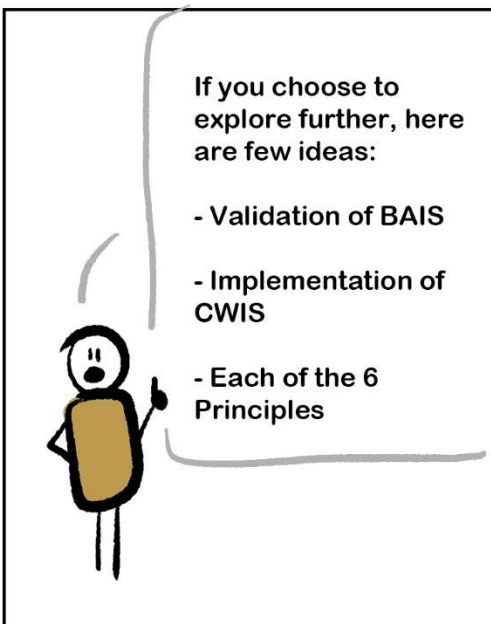 If you choose to
explore further, here
are few ideas:
- Validation of BAIS
- Implementation of
CWIS
- Each of the 6
Principles